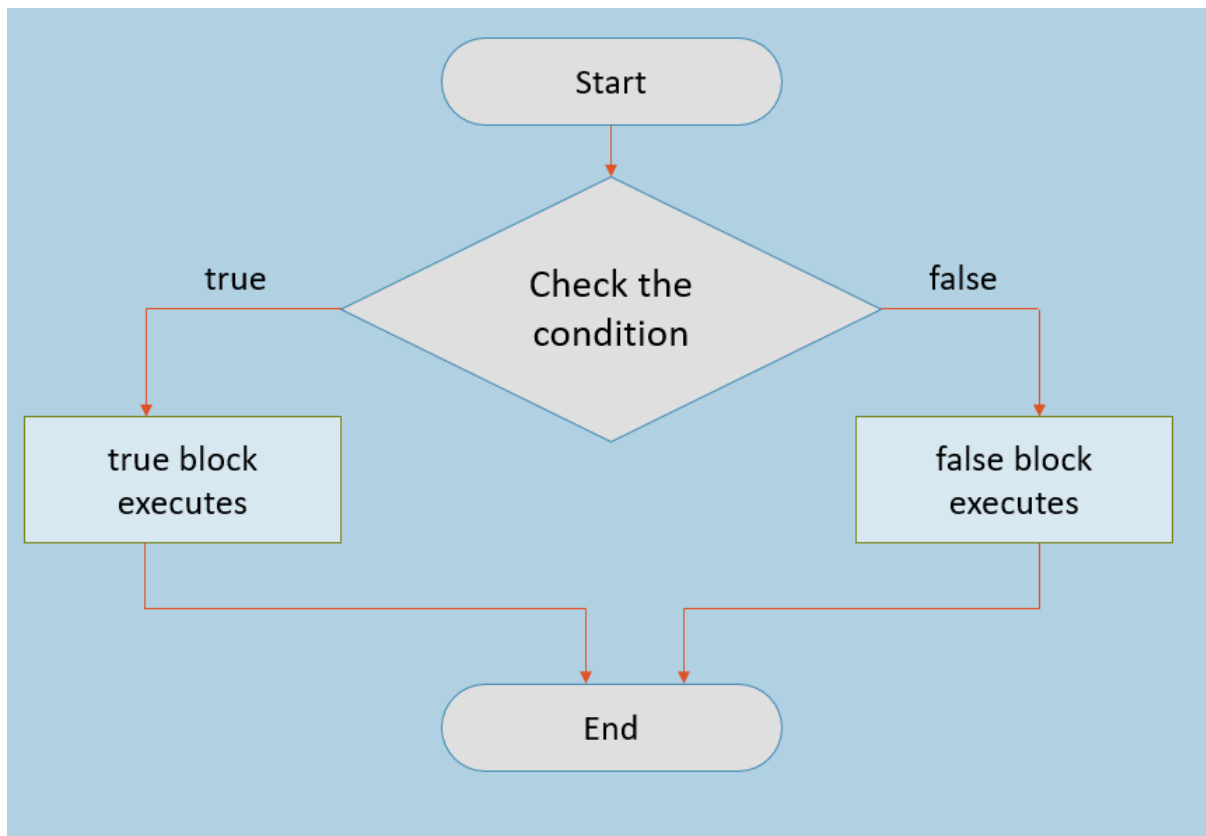 Start
true
Check the
condition
false
true block
executes
false block
executes
End